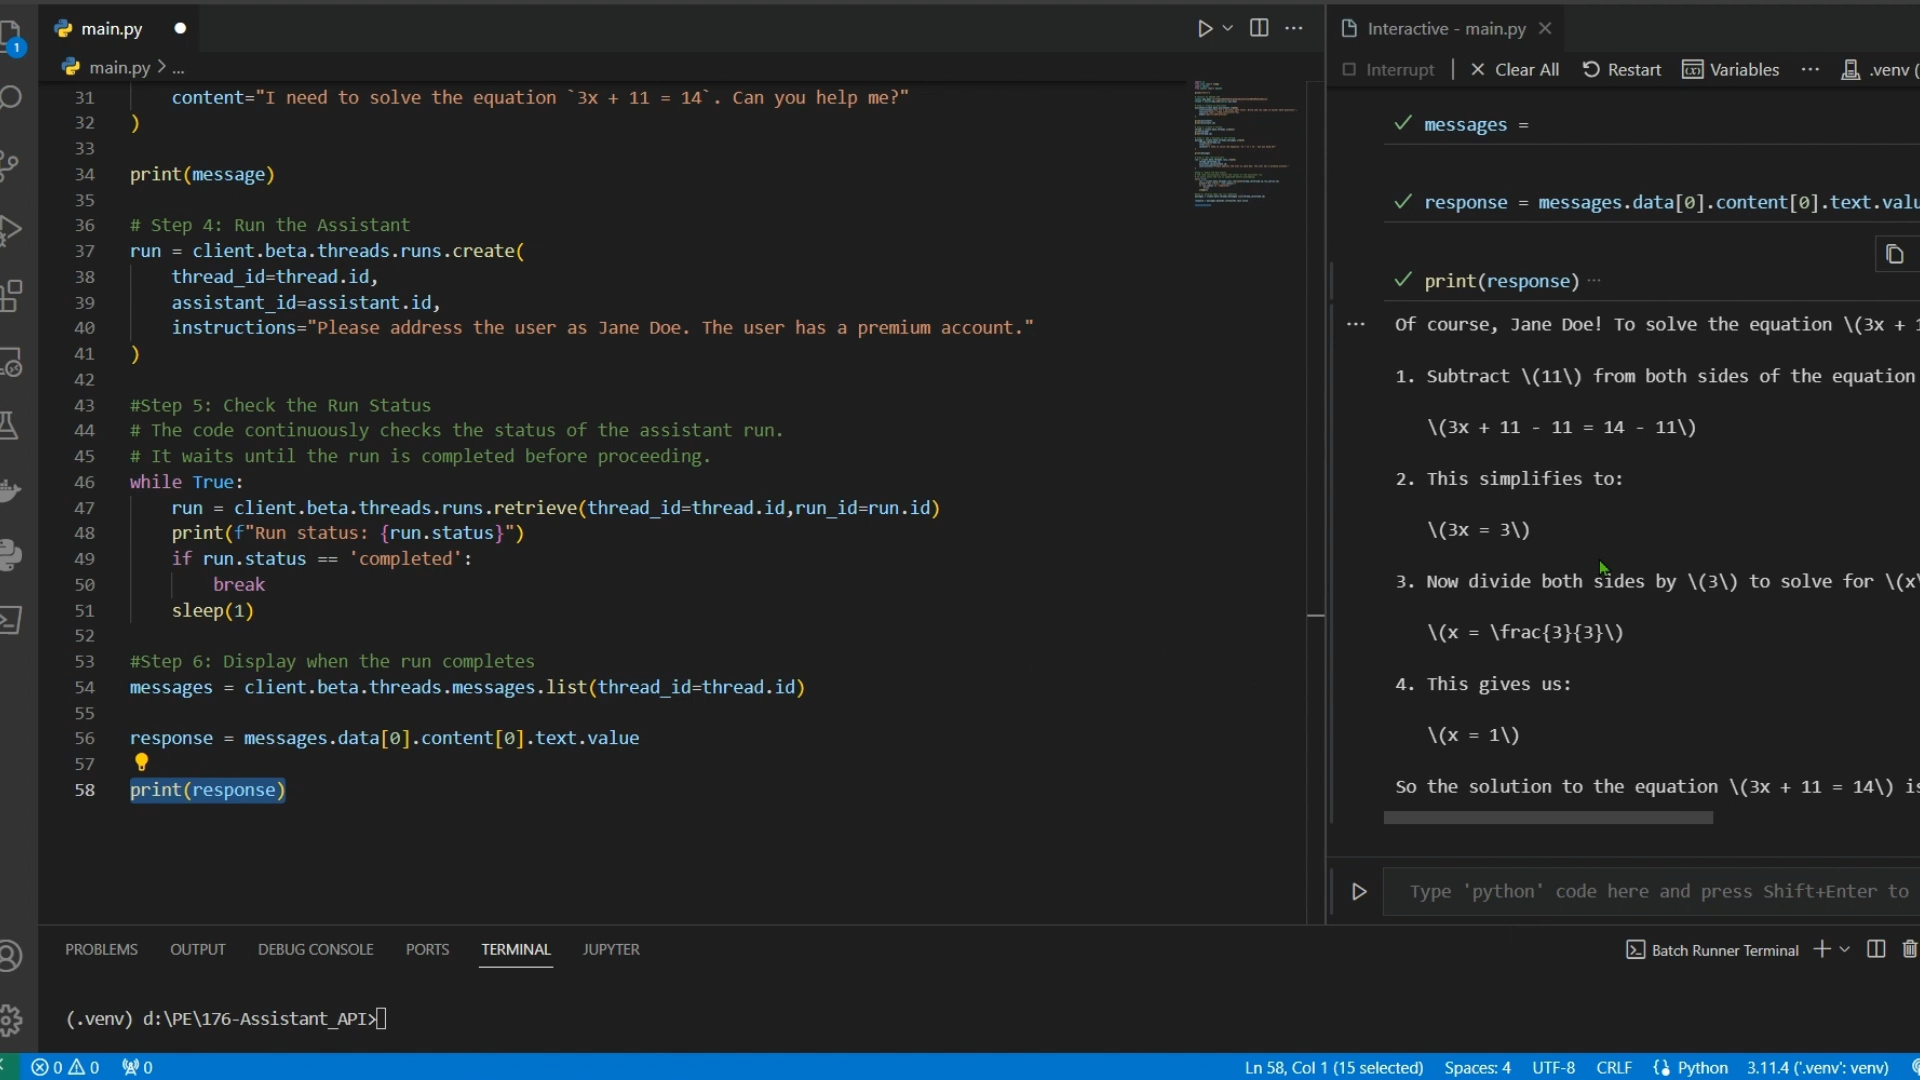 main.py
Interactive - main.py
main.py > ...
Interrupt
Clear All
Restart
Variables
.venv (
1
31 content="I need to solve the equation `3x + 11 = 14`. Can you help me?"
32 )
33
34 print(message)
35
36 # Step 4: Run the Assistant
37 run = client.beta.threads.runs.create(
38 thread_id=thread.id,
39 assistant_id=assistant.id,
40 instructions="Please address the user as Jane Doe. The user has a premium account."
41 )
42
43 #Step 5: Check the Run Status
44 # The code continuously checks the status of the assistant run.
45 # It waits until the run is completed before proceeding.
46 while True:
47 run = client.beta.threads.runs.retrieve(thread_id=thread.id,run_id=run.id)
48 print(f"Run status: {run.status}")
49 if run.status == 'completed':
50 break
51 sleep(1)
52
53 #Step 6: Display when the run completes
54 messages = client.beta.threads.messages.list(thread_id=thread.id)
55
56 response = messages.data[0].content[0].text.value
57
58 print(response)
messages =
response = messages.data[0].content[0].text.valu
print(response) ...
Of course, Jane Doe! To solve the equation \(3x + 1
1. Subtract \(11\) from both sides of the equation
\(3x + 11 - 11 = 14 - 11\)
2. This simplifies to:
\(3x = 3\)
3. Now divide both sides by \(3\) to solve for \(x\
\(x = \frac{3}{3}\)
4. This gives us:
\(x = 1\)
So the solution to the equation \(3x + 11 = 14\) is
Type 'python' code here and press Shift+Enter to
PROBLEMS OUTPUT DEBUG CONSOLE PORTS TERMINAL JUPYTER
Batch Runner Terminal
(.venv) d:\PE\176-Assistant_API>
0 0 0
Ln 58, Col 1 (15 selected) Spaces: 4 UTF-8 CRLF Python 3.11.4 ('.venv': venv)